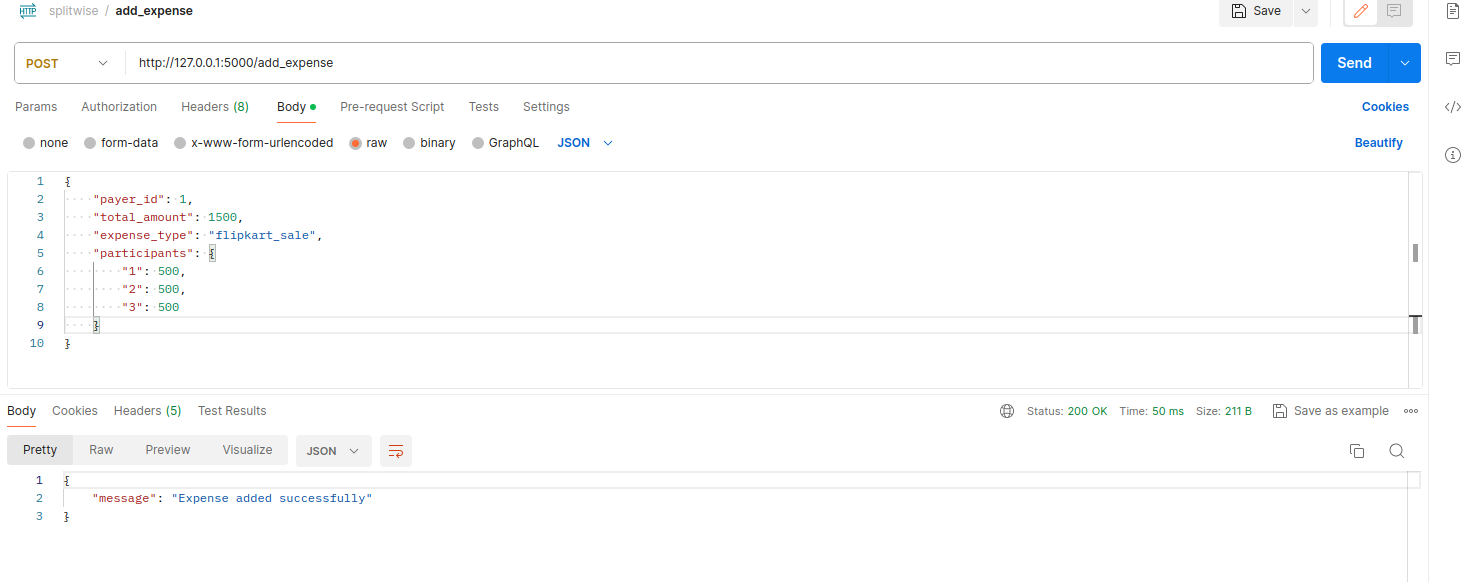 HTTP splitwise / add_expense Save
POST http://127.0.0.1:5000/add_expense Send
Params Authorization Headers (8) Body Pre-request Script Tests Settings Cookies
none form-data x-www-form-urlencoded raw binary GraphQL JSON Beautify
1 {
2 "payer_id": 1,
3 "total_amount": 1500,
4 "expense_type": "flipkart_sale",
5 "participants": {
6 "1": 500,
7 "2": 500,
8 "3": 500
9 }
10 }
Body Cookies Headers (5) Test Results Status: 200 OK Time: 50 ms Size: 211 B Save as example
Pretty Raw Preview Visualize JSON
1 {
2 "message": "Expense added successfully"
3 }